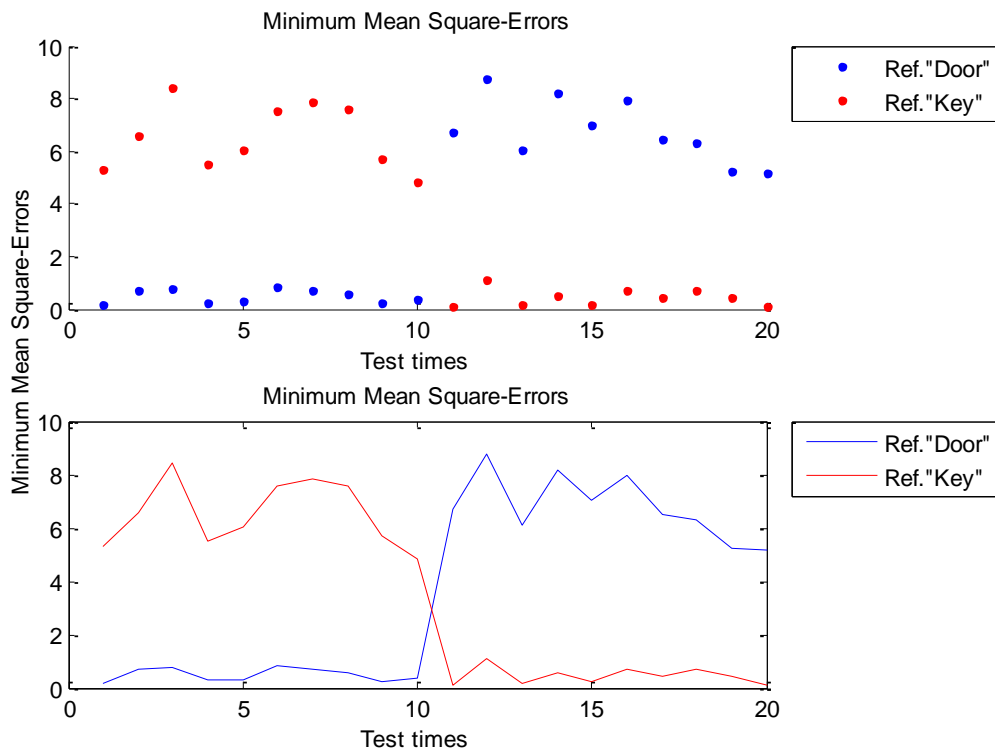 Minimum Mean Square-Errors
10
8
6
4
2
0
0 5 10 15 20
Test times
Ref."Door"
Ref."Key"
Minimum Mean Square-Errors
Minimum Mean Square-Errors
10
8
6
4
2
0
0 5 10 15 20
Test times
Ref."Door"
Ref."Key"